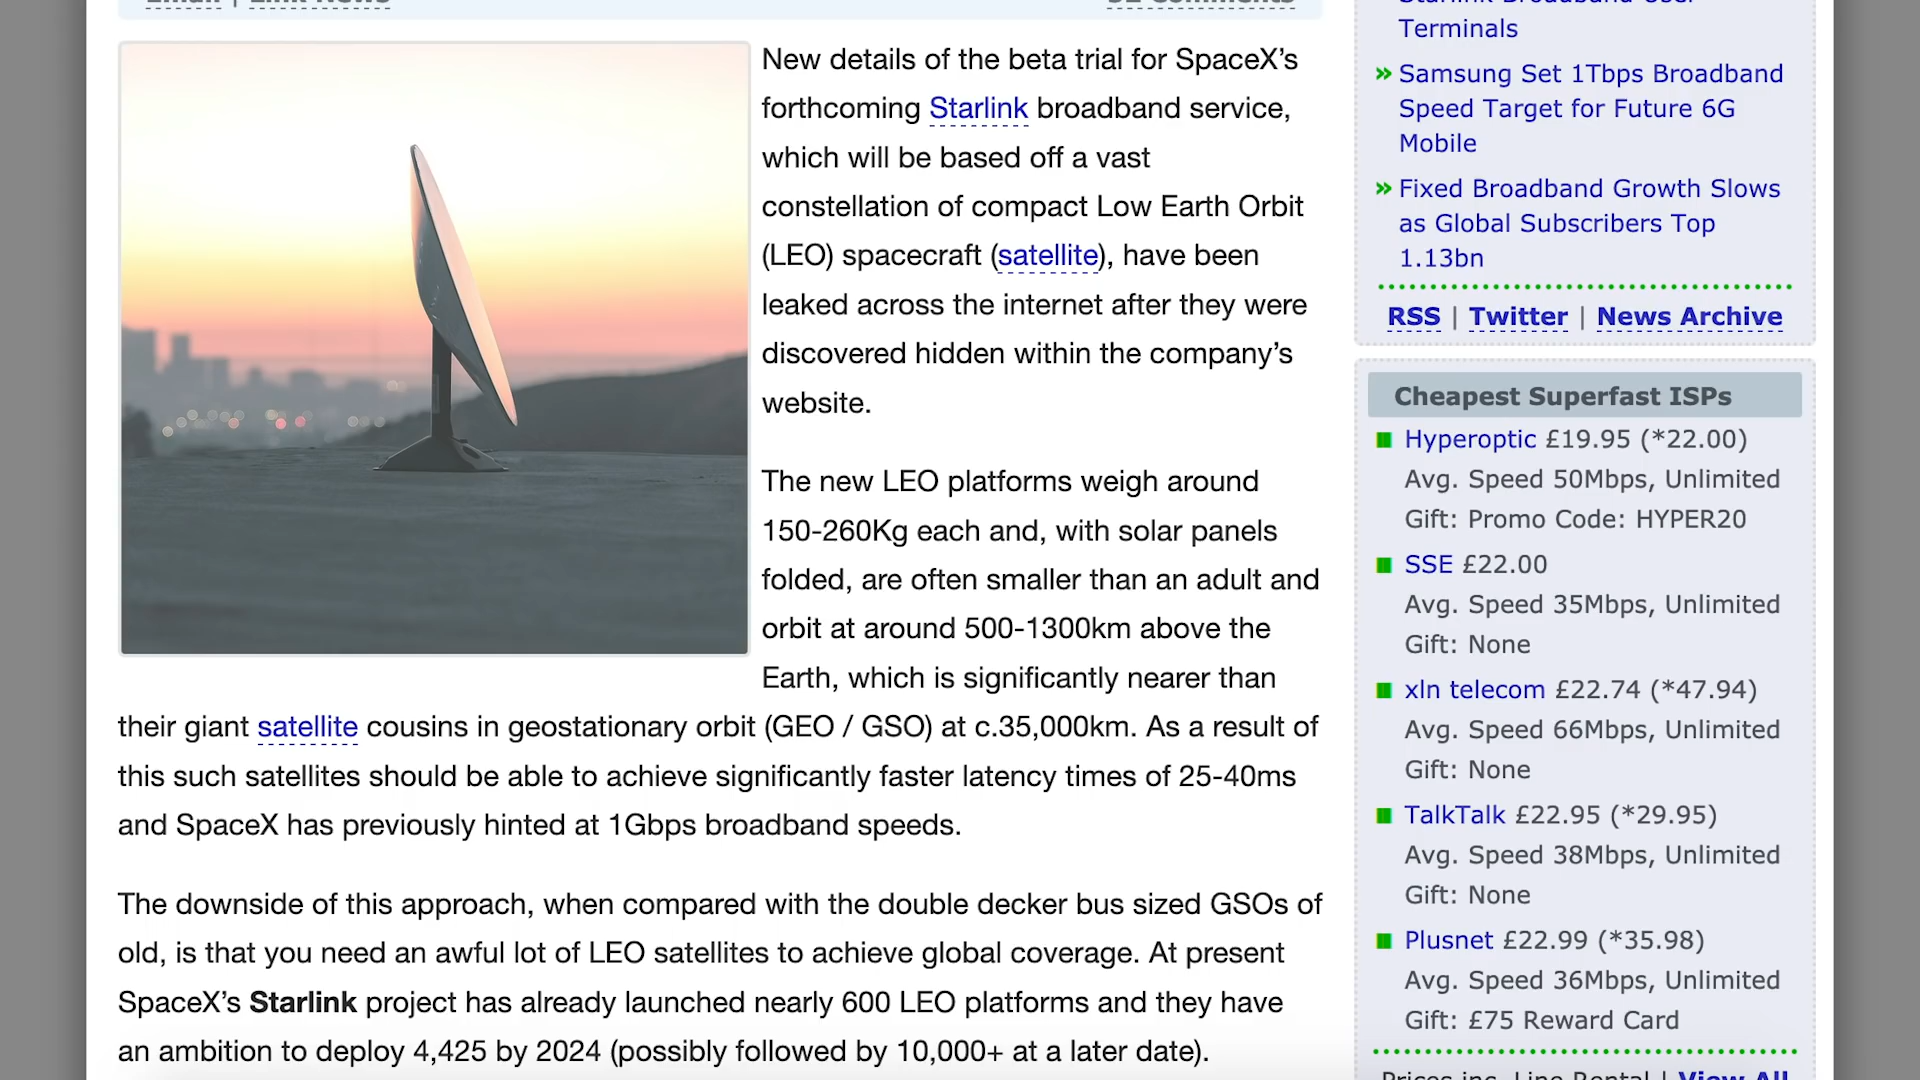 Email | Link News
32 Comments
New details of the beta trial for SpaceX’s
forthcoming Starlink broadband service,
which will be based off a vast
constellation of compact Low Earth Orbit
(LEO) spacecraft (satellite), have been
leaked across the internet after they were
discovered hidden within the company’s
website.
The new LEO platforms weigh around
150-260Kg each and, with solar panels
folded, are often smaller than an adult and
orbit at around 500-1300km above the
Earth, which is significantly nearer than
their giant satellite cousins in geostationary orbit (GEO / GSO) at c.35,000km. As a result of
this such satellites should be able to achieve significantly faster latency times of 25-40ms
and SpaceX has previously hinted at 1Gbps broadband speeds.
The downside of this approach, when compared with the double decker bus sized GSOs of
old, is that you need an awful lot of LEO satellites to achieve global coverage. At present
SpaceX’s Starlink project has already launched nearly 600 LEO platforms and they have
an ambition to deploy 4,425 by 2024 (possibly followed by 10,000+ at a later date).
Starlink Broadband User
Terminals
» Samsung Set 1Tbps Broadband
Speed Target for Future 6G
Mobile
» Fixed Broadband Growth Slows
as Global Subscribers Top
1.13bn
RSS | Twitter | News Archive
Cheapest Superfast ISPs
Hyperoptic £19.95 (*22.00)
Avg. Speed 50Mbps, Unlimited
Gift: Promo Code: HYPER20
SSE £22.00
Avg. Speed 35Mbps, Unlimited
Gift: None
xln telecom £22.74 (*47.94)
Avg. Speed 66Mbps, Unlimited
Gift: None
TalkTalk £22.95 (*29.95)
Avg. Speed 38Mbps, Unlimited
Gift: None
Plusnet £22.99 (*35.98)
Avg. Speed 36Mbps, Unlimited
Gift: £75 Reward Card
Prices inc. Line Rental | View All